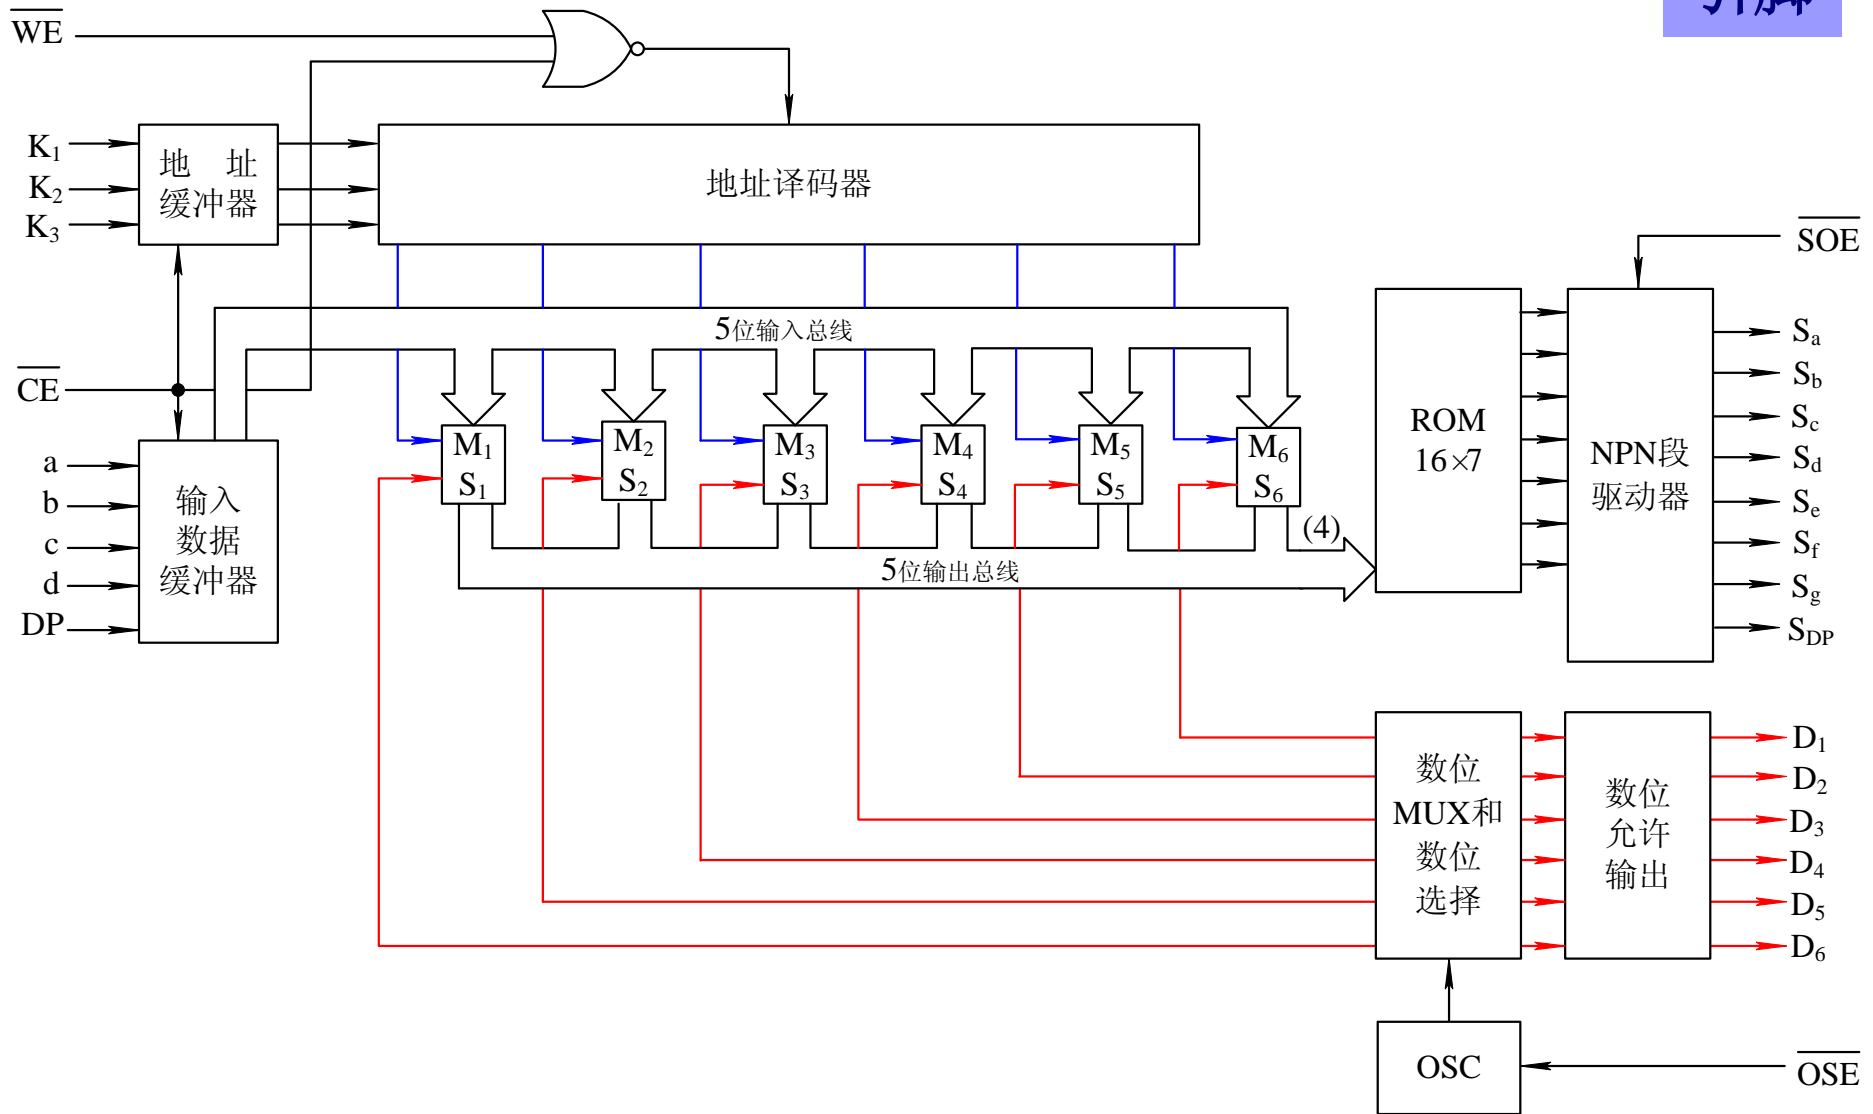 引脚
W̅E̅
K₁
K₂
K₃
地 址
缓冲器
地址译码器
S̅O̅E̅
5位输入总线
C̅E̅
a
b
c
d
DP
输入
数据
缓冲器
M₁
S₁
M₂
S₂
M₃
S₃
M₄
S₄
M₅
S₅
M₆
S₆
(4)
5位输出总线
ROM
16×7
NPN段
驱动器
Sa
Sb
Sc
Sd
Se
Sf
Sg
SDP
数位
MUX和
数位
选择
数位
允许
输出
D₁
D₂
D₃
D₄
D₅
D₆
OSC
O̅S̅E̅